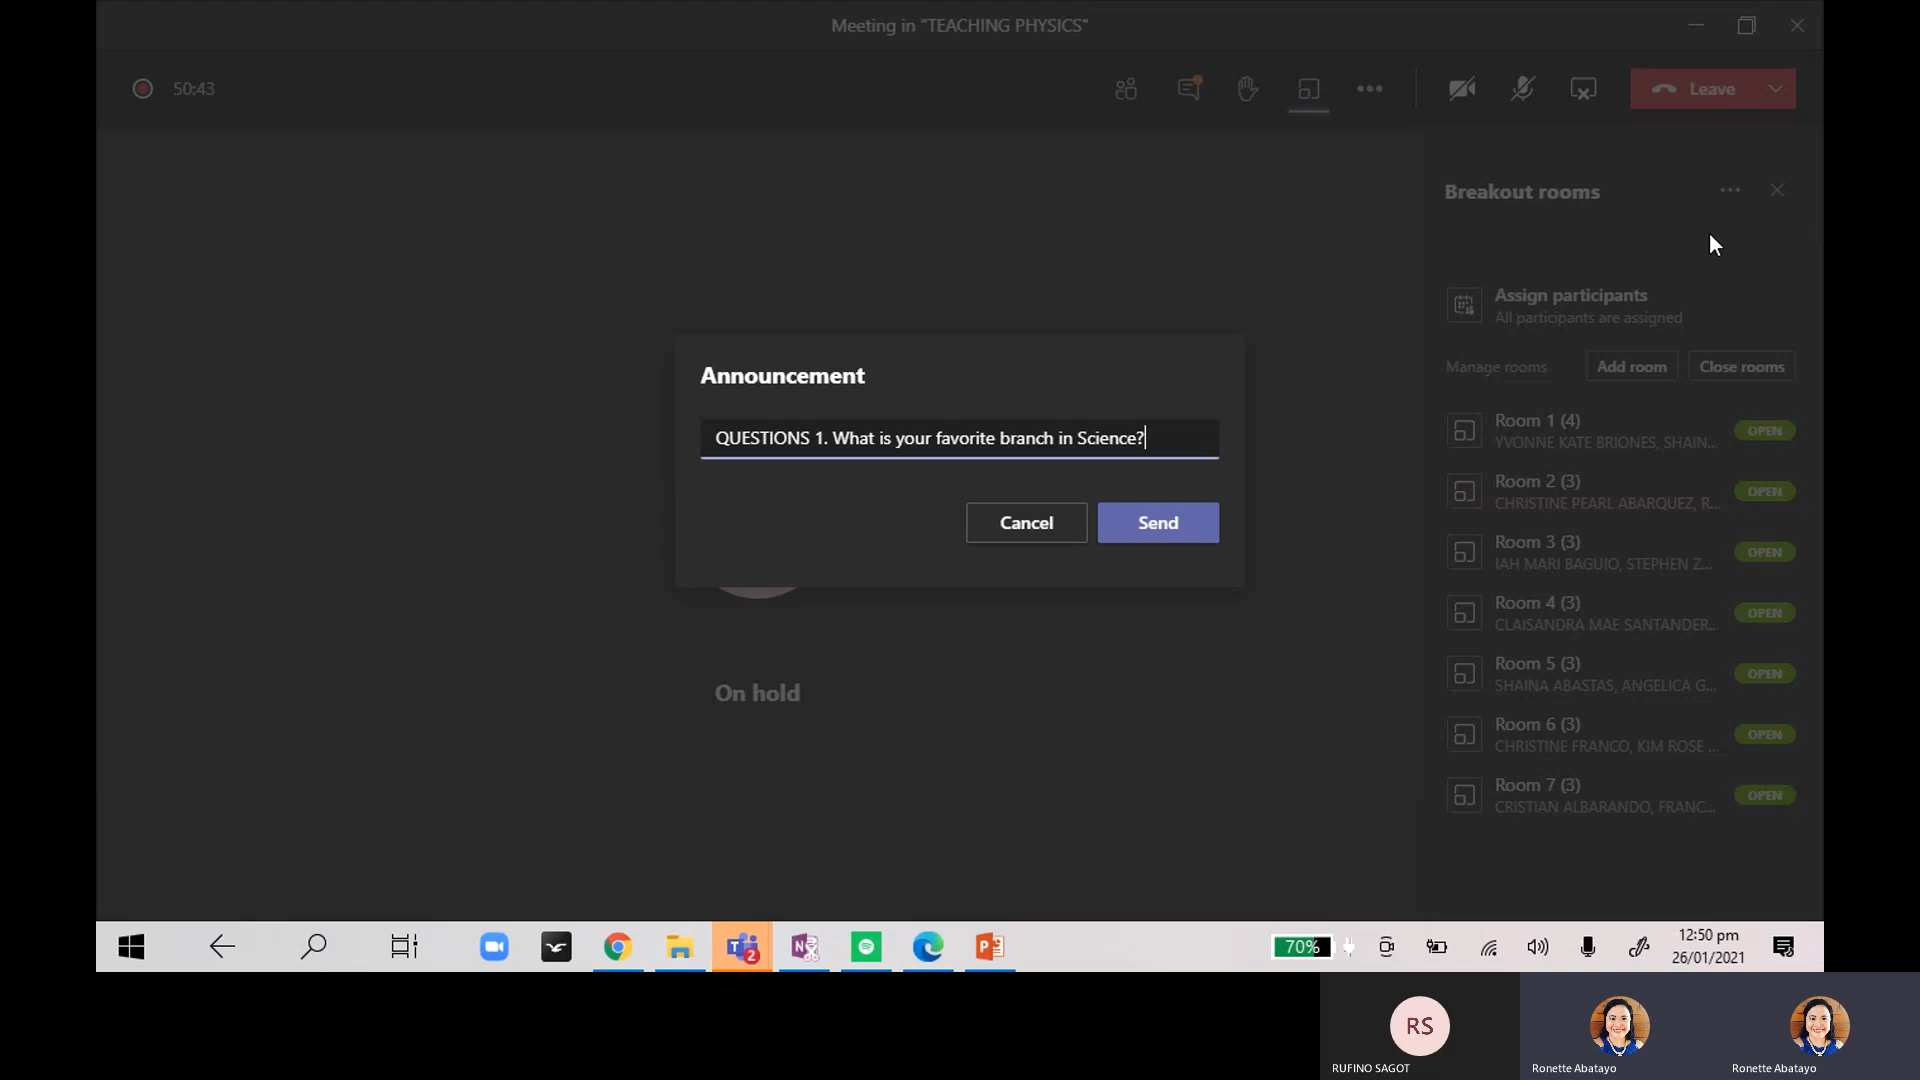 Meeting in "TEACHING PHYSICS"
50:43
Leave
Breakout rooms
Assign participants
All participants are assigned
Manage rooms
Add room
Close rooms
Announcement
QUESTIONS 1. What is your favorite branch in Science?
Cancel
Send
On hold
Room 1 (4)
YVONNE KATE BRIONES, SHAIN...
OPEN
Room 2 (3)
CHRISTINE PEARL ABARQUEZ, R...
OPEN
Room 3 (3)
IAH MARI BAGUIO, STEPHEN Z...
OPEN
Room 4 (3)
CLAISANDRA MAE SANTANDER...
OPEN
Room 5 (3)
SHAINA ABASTAS, ANGELICA G...
OPEN
Room 6 (3)
CHRISTINE FRANCO, KIM ROSE ...
OPEN
Room 7 (3)
CRISTIAN ALBARANDO, FRANC...
OPEN
2
70%
12:50 pm
26/01/2021
RS
RUFINO SAGOT
Ronette Abatayo
Ronette Abatayo